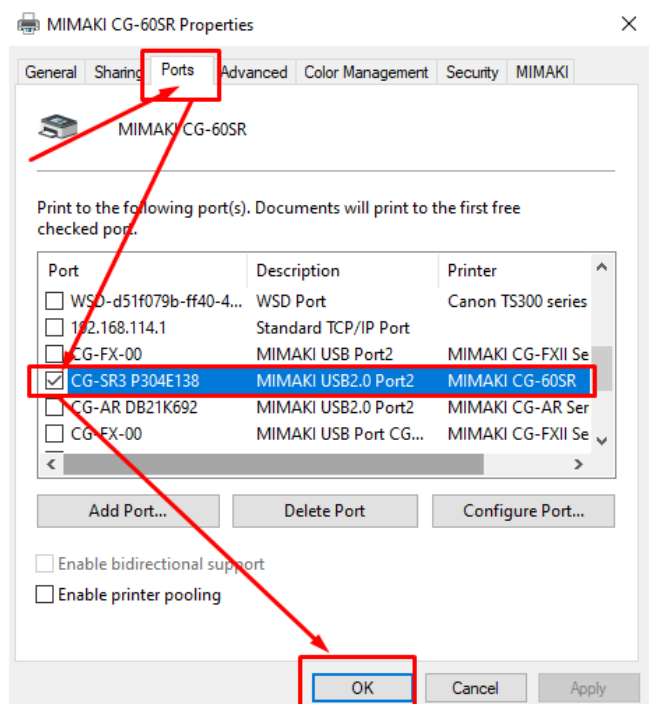 MIMAKI CG-60SR Properties
General Sharing Ports Advanced Color Management Security MIMAKI
MIMAKI CG-60SR
Print to the following port(s). Documents will print to the first free
checked port.
Port Description Printer
WSD-d51f079b-ff40-4... WSD Port Canon TS300 series
192.168.114.1 Standard TCP/IP Port
CG-FX-00 MIMAKI USB Port2 MIMAKI CG-FXII Se
CG-SR3 P304E138 MIMAKI USB2.0 Port2 MIMAKI CG-60SR
CG-AR DB21K692 MIMAKI USB2.0 Port2 MIMAKI CG-AR Ser
CG-FX-00 MIMAKI USB Port CG... MIMAKI CG-FXII Se
Add Port... Delete Port Configure Port...
Enable bidirectional support
Enable printer pooling
OK Cancel Apply